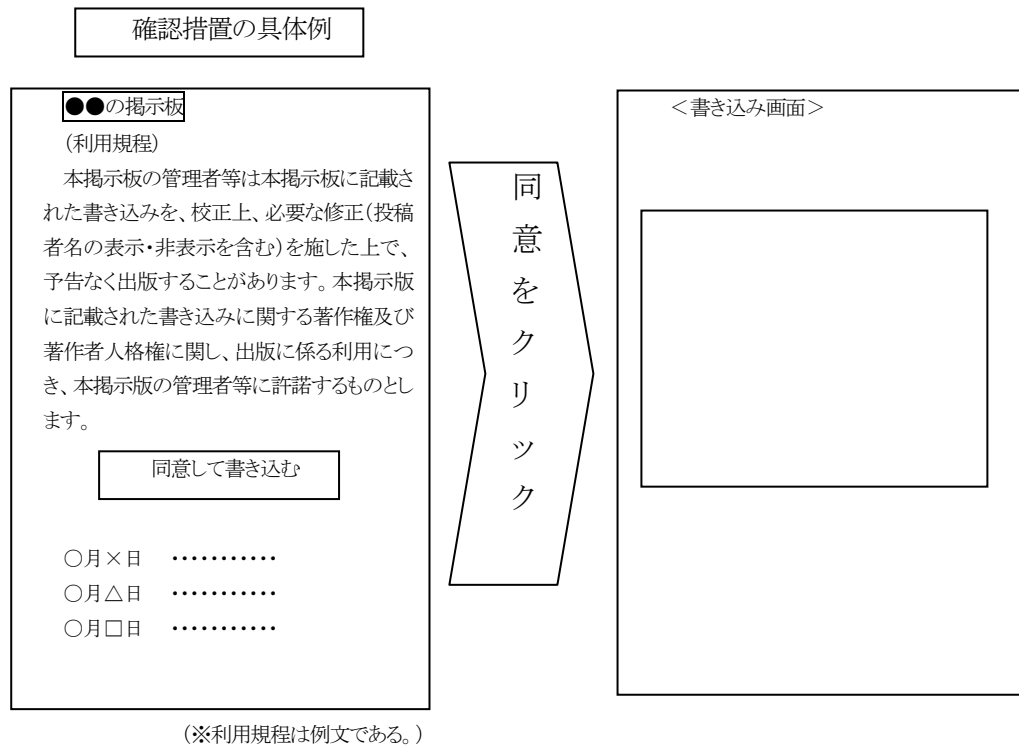 確認措置の具体例
●●の掲示板
(利用規程)
本掲示板の管理者等は本掲示板に記載さ
れた書き込みを、校正上、必要な修正(投稿
者名の表示・非表示を含む)を施した上で、
予告なく出版することがあります。本掲示版
に記載された書き込みに関する著作権及び
著作者人格権に関し、出版に係る利用につ
き、本掲示版の管理者等に許諾するものとし
ます。
同意して書き込む
○月×日 ・・・・・・・・・・・
○月△日 ・・・・・・・・・・・
○月□日 ・・・・・・・・・・・
同意をクリック
<書き込み画面>
(※利用規程は例文である。)